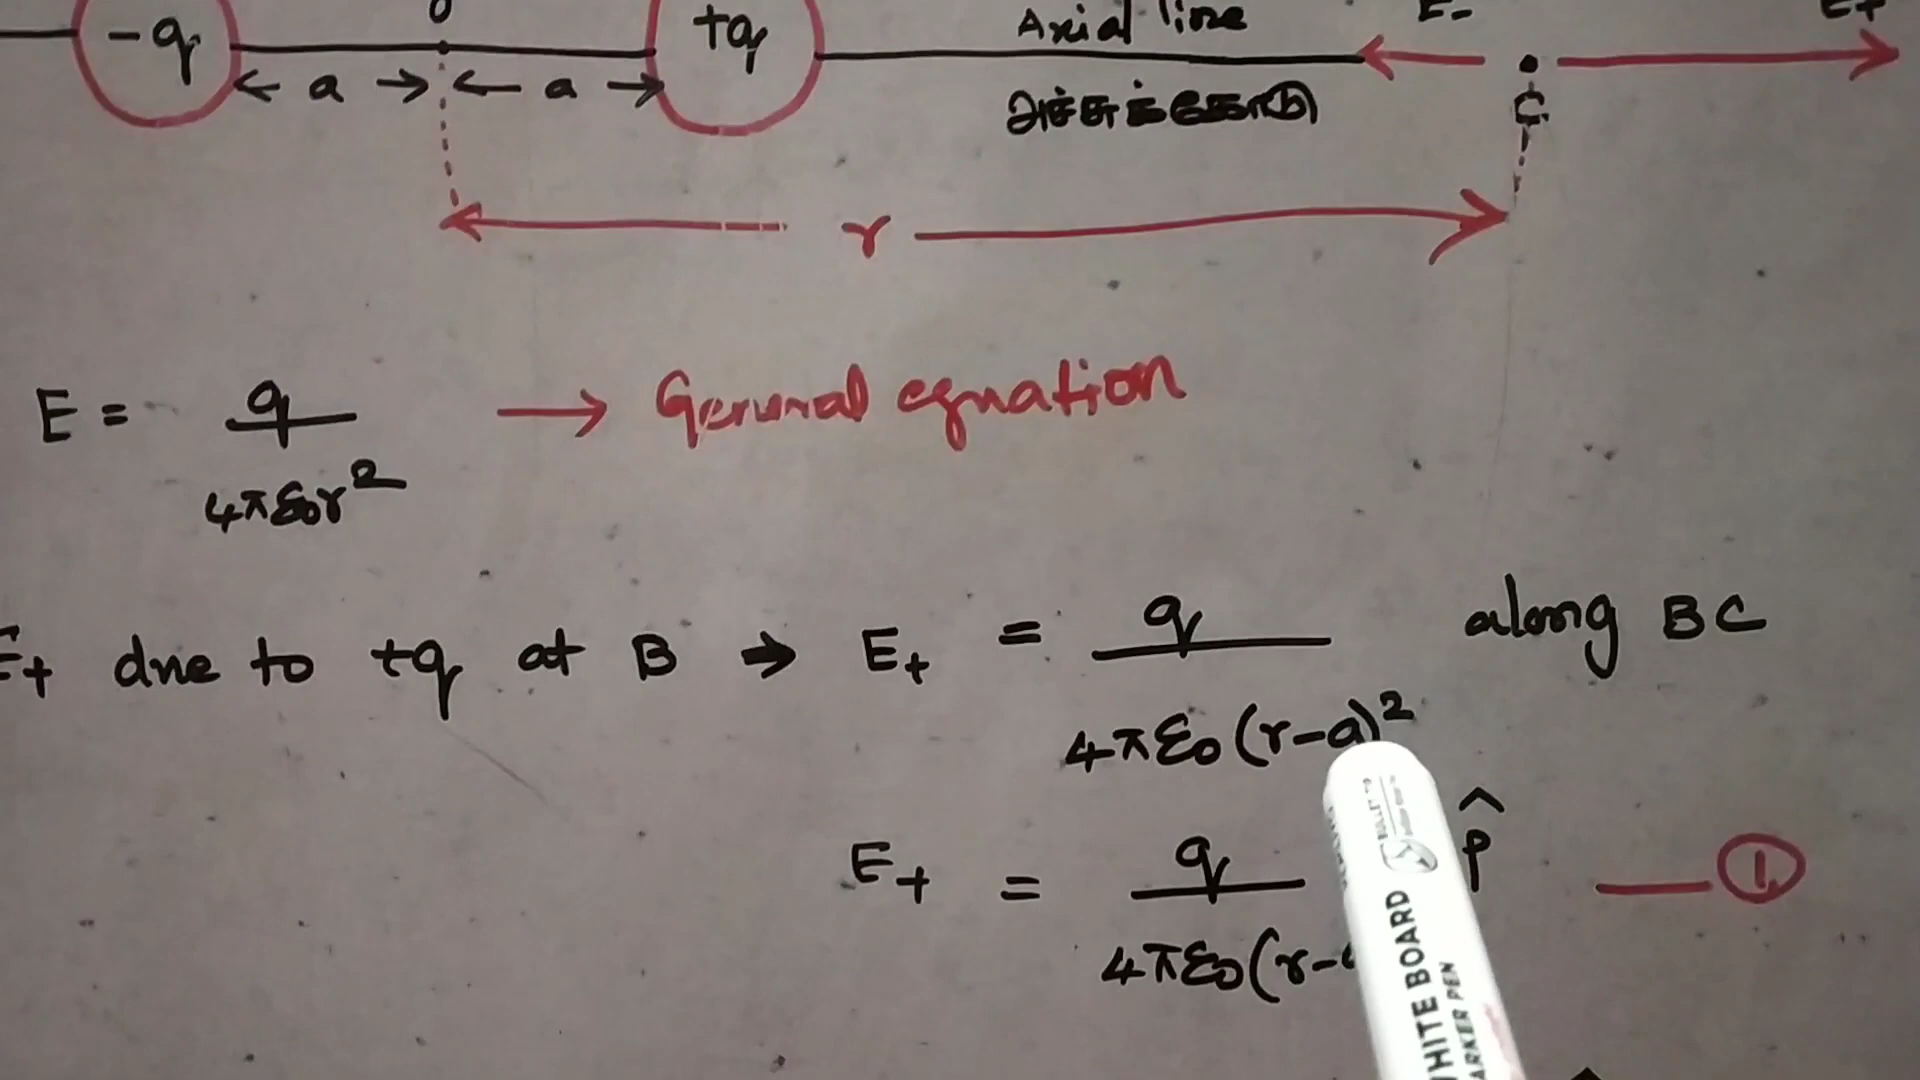 -q o +q Axial line E- E+
a a அச்சுக்கோடு C
r
E = q / 4πε0r² → General equation
E+ due to +q at B → E+ = q / 4πε0(r-a)² along BC
E+ = q / 4πε0(r- p̂ — 1
WHITE BOARD
MARKER PEN